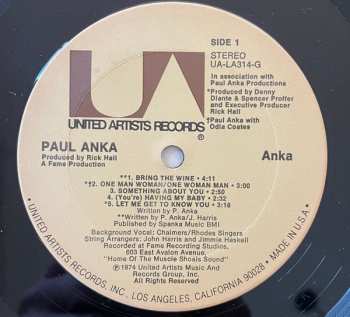 SIDE 1
STEREO
UA-LA314-G
In association with
Paul Anka Productions
*Produced by Denny
Diante & Spencer Proffer
and Executive Producer
Rick Hall
†Paul Anka with
Odia Coates
UNITED ARTISTS RECORDS
®
PAUL ANKA
Produced by Rick Hall
A Fame Production
Anka
**1. BRING THE WINE • 4:11
*†2. ONE MAN WOMAN/ONE WOMAN MAN • 3:00
3. SOMETHING ABOUT YOU • 2:50
4. (You're) HAVING MY BABY • 2:32
*5. LET ME GET TO KNOW YOU • 3:16
Written by P. Anka
**Written by P. Anka/J. Harris
Published by Spanka Music BMI
Background Vocal: Chalmers/Rhodes Singers
String Arrangers: John Harris and Jimmie Haskell
Recorded at Fame Recording Studios,
603 East Avalon Avenue,
"Home Of The Muscle Shoals Sound"
℗©1974 United Artists Music And
Records Group, Inc.
All Rights Reserved
• UNITED ARTISTS RECORDS, INC. LOS ANGELES, CALIFORNIA 90028 • MADE IN U.S.A. •